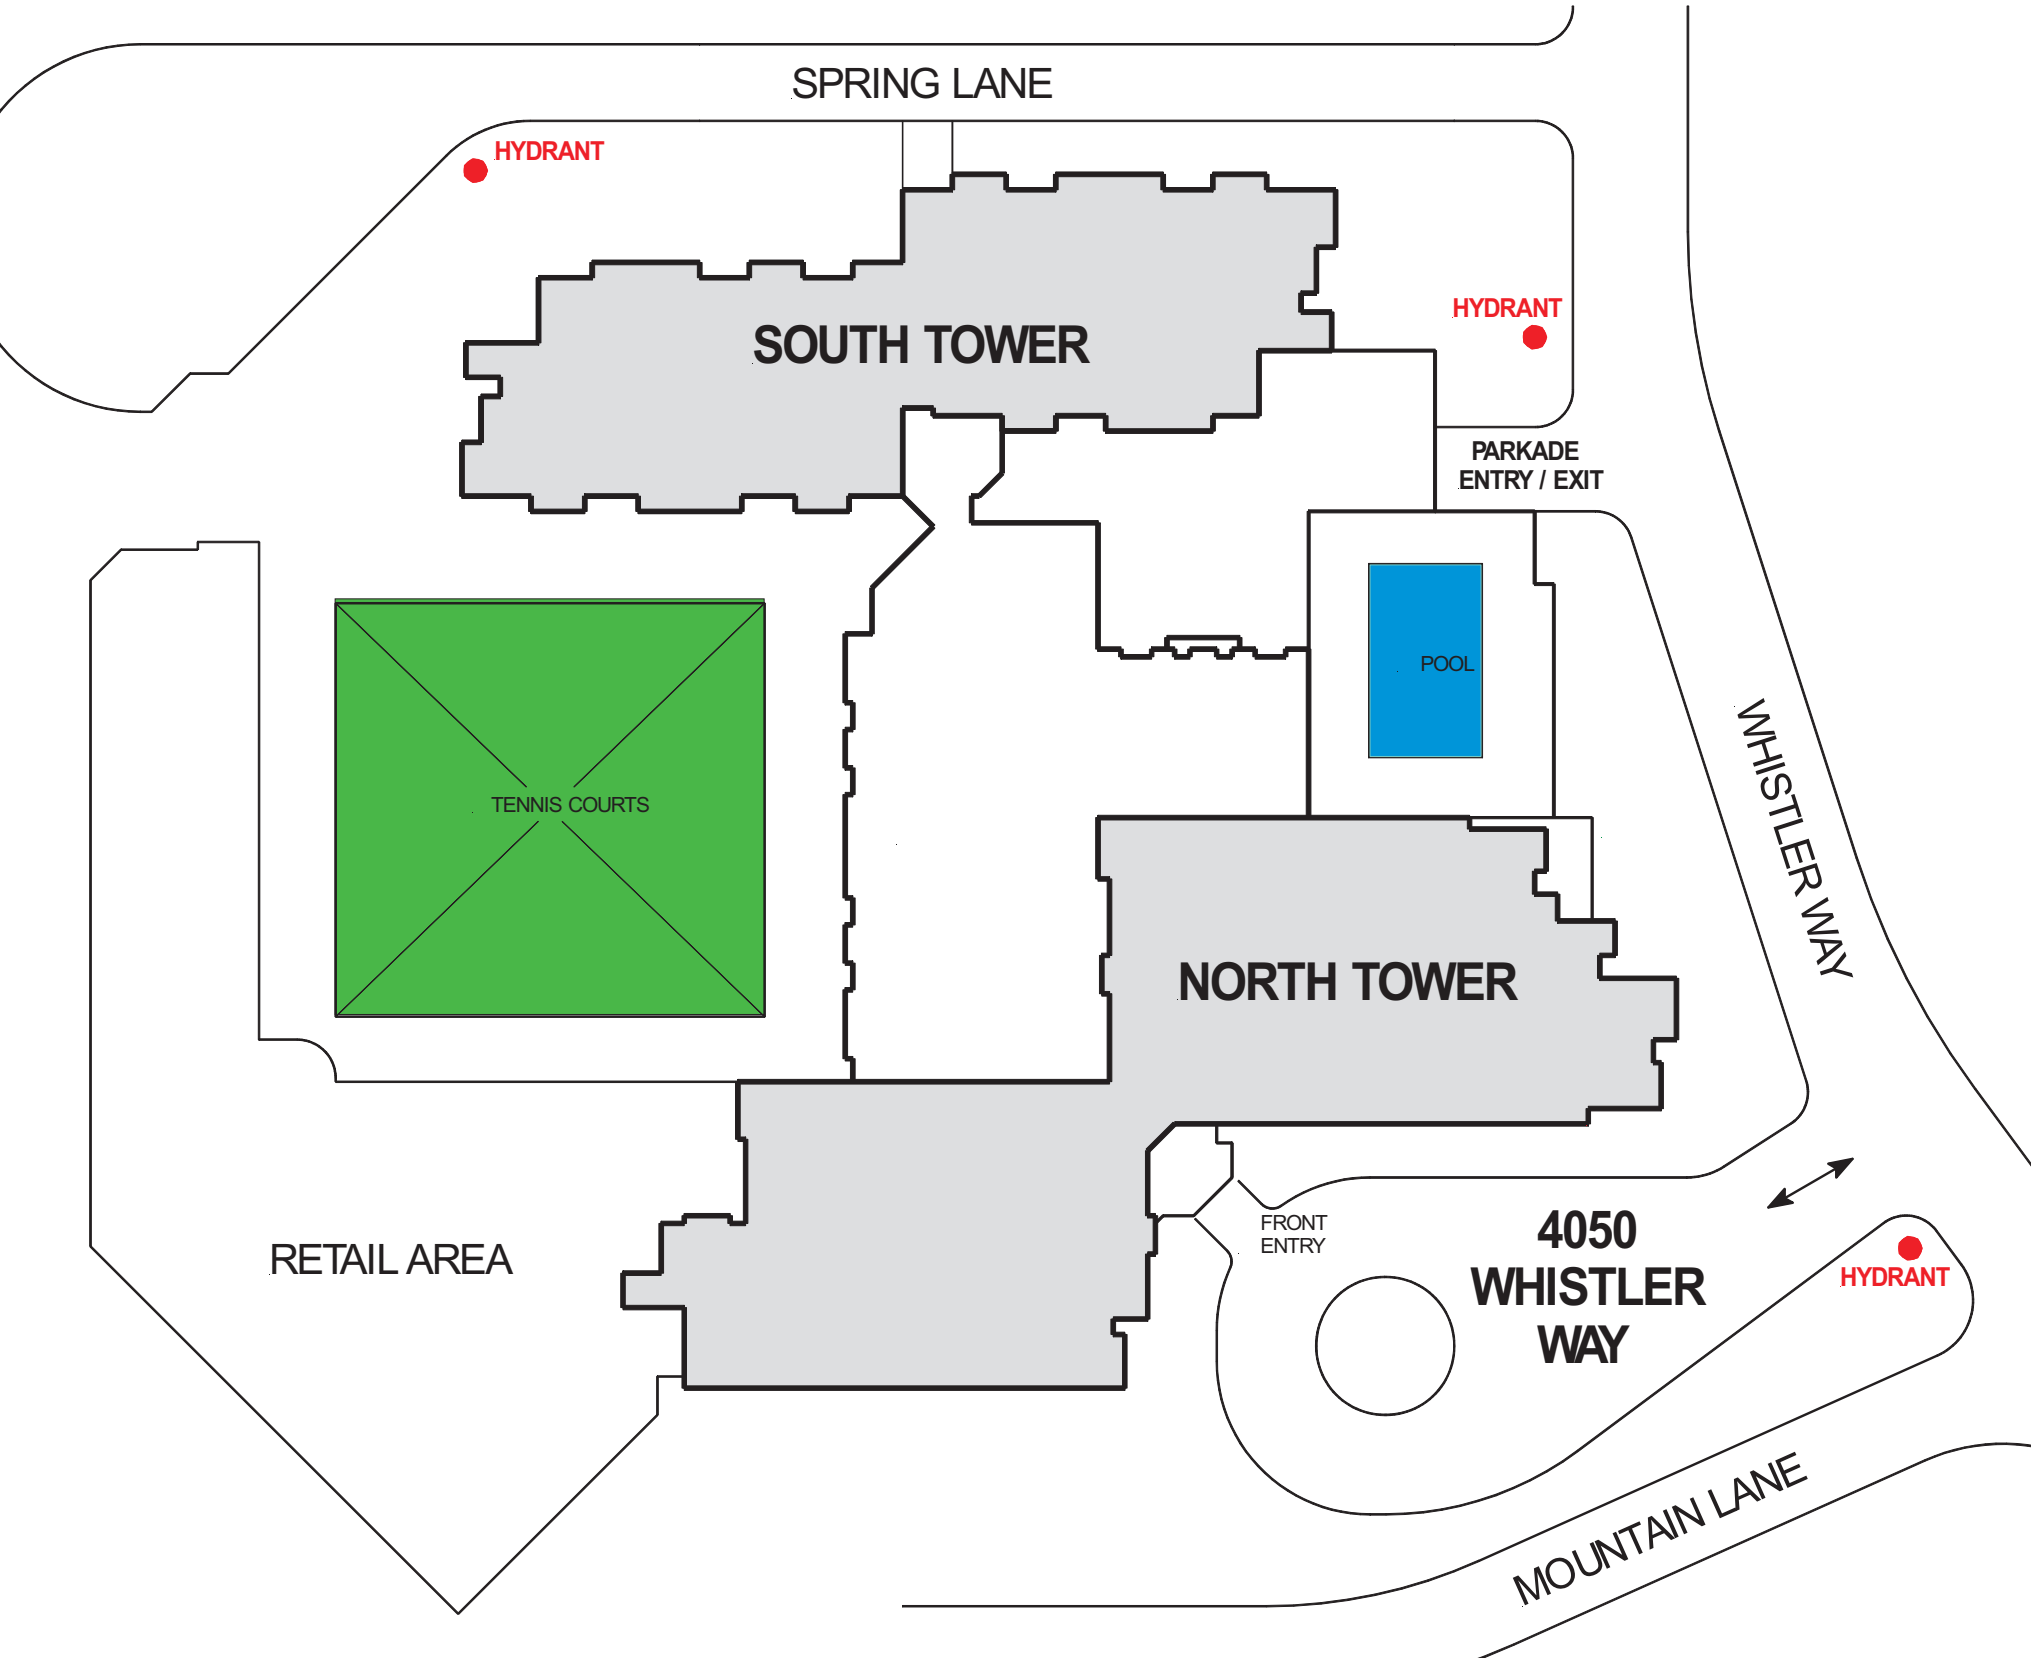 SPRING LANE
HYDRANT
HYDRANT
SOUTH TOWER
PARKADE
ENTRY / EXIT
POOL
WHISTLER WAY
TENNIS COURTS
NORTH TOWER
FRONT
ENTRY
4050
WHISTLER
WAY
RETAIL AREA
HYDRANT
MOUNTAIN LANE